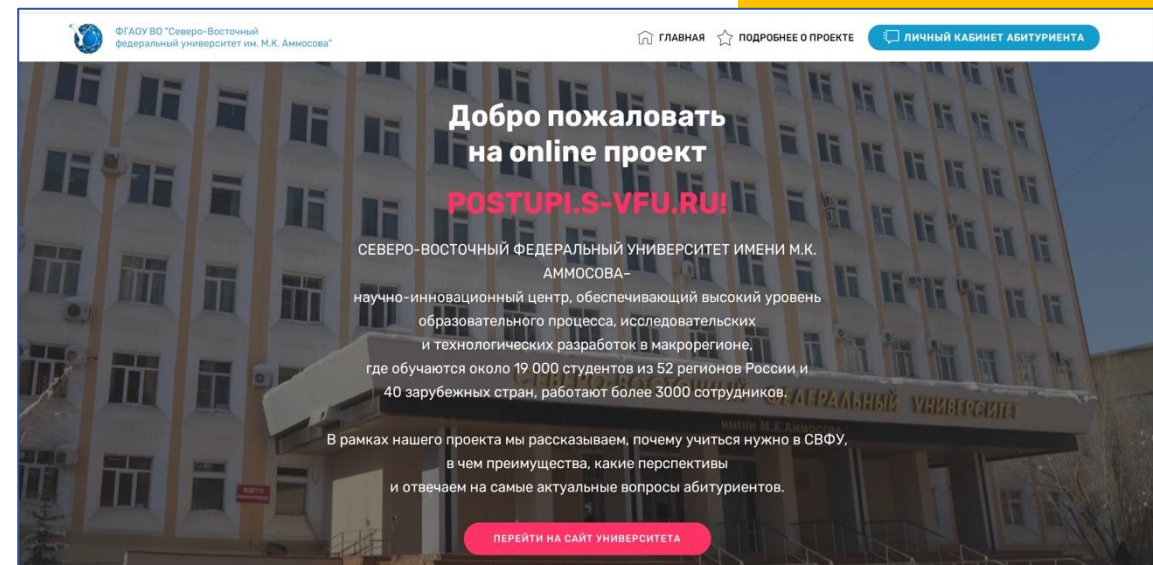 ФГАОУ ВО "Северо-Восточный
федеральный университет им. М.К. Аммосова"
ГЛАВНАЯ
ПОДРОБНЕЕ О ПРОЕКТЕ
ЛИЧНЫЙ КАБИНЕТ АБИТУРИЕНТА
Добро пожаловать
на online проект
POSTUPI.S-VFU.RU!
СЕВЕРО-ВОСТОЧНЫЙ ФЕДЕРАЛЬНЫЙ УНИВЕРСИТЕТ ИМЕНИ М.К.
АММОСОВА–
научно-инновационный центр, обеспечивающий высокий уровень
образовательного процесса, исследовательских
и технологических разработок в макрорегионе,
где обучаются около 19 000 студентов из 52 регионов России и
40 зарубежных стран, работают более 3000 сотрудников.
СЕВЕРО-ВОСТОЧНЫЙ ФЕДЕРАЛЬНЫЙ УНИВЕРСИТЕТ
ИМЕНИ М.К.АММОСОВА
В рамках нашего проекта мы рассказываем, почему учиться нужно в СВФУ,
в чем преимущества, какие перспективы
и отвечаем на самые актуальные вопросы абитуриентов.
ПЕРЕЙТИ НА САЙТ УНИВЕРСИТЕТА